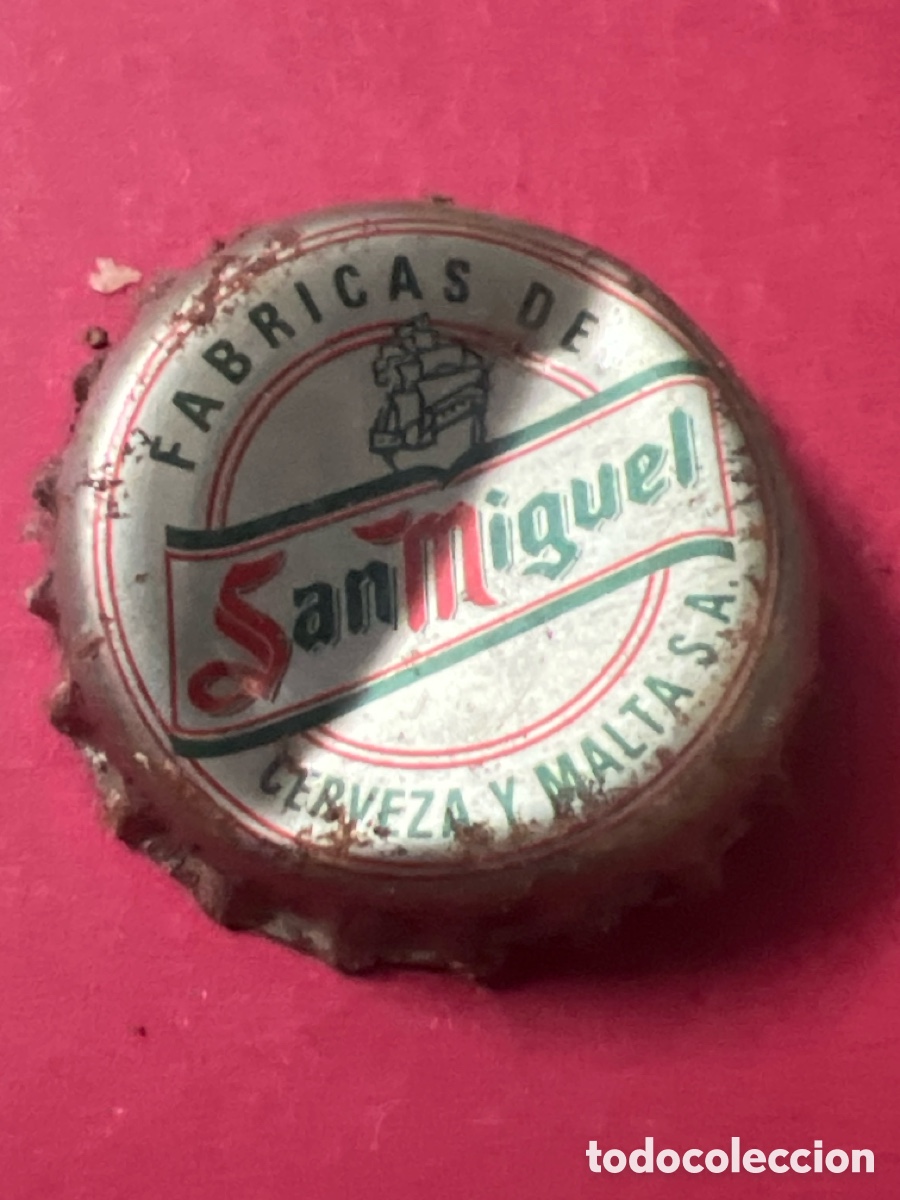 FABRICAS DE
San Miguel
CERVEZA Y MALTA S.A.
todocoleccion